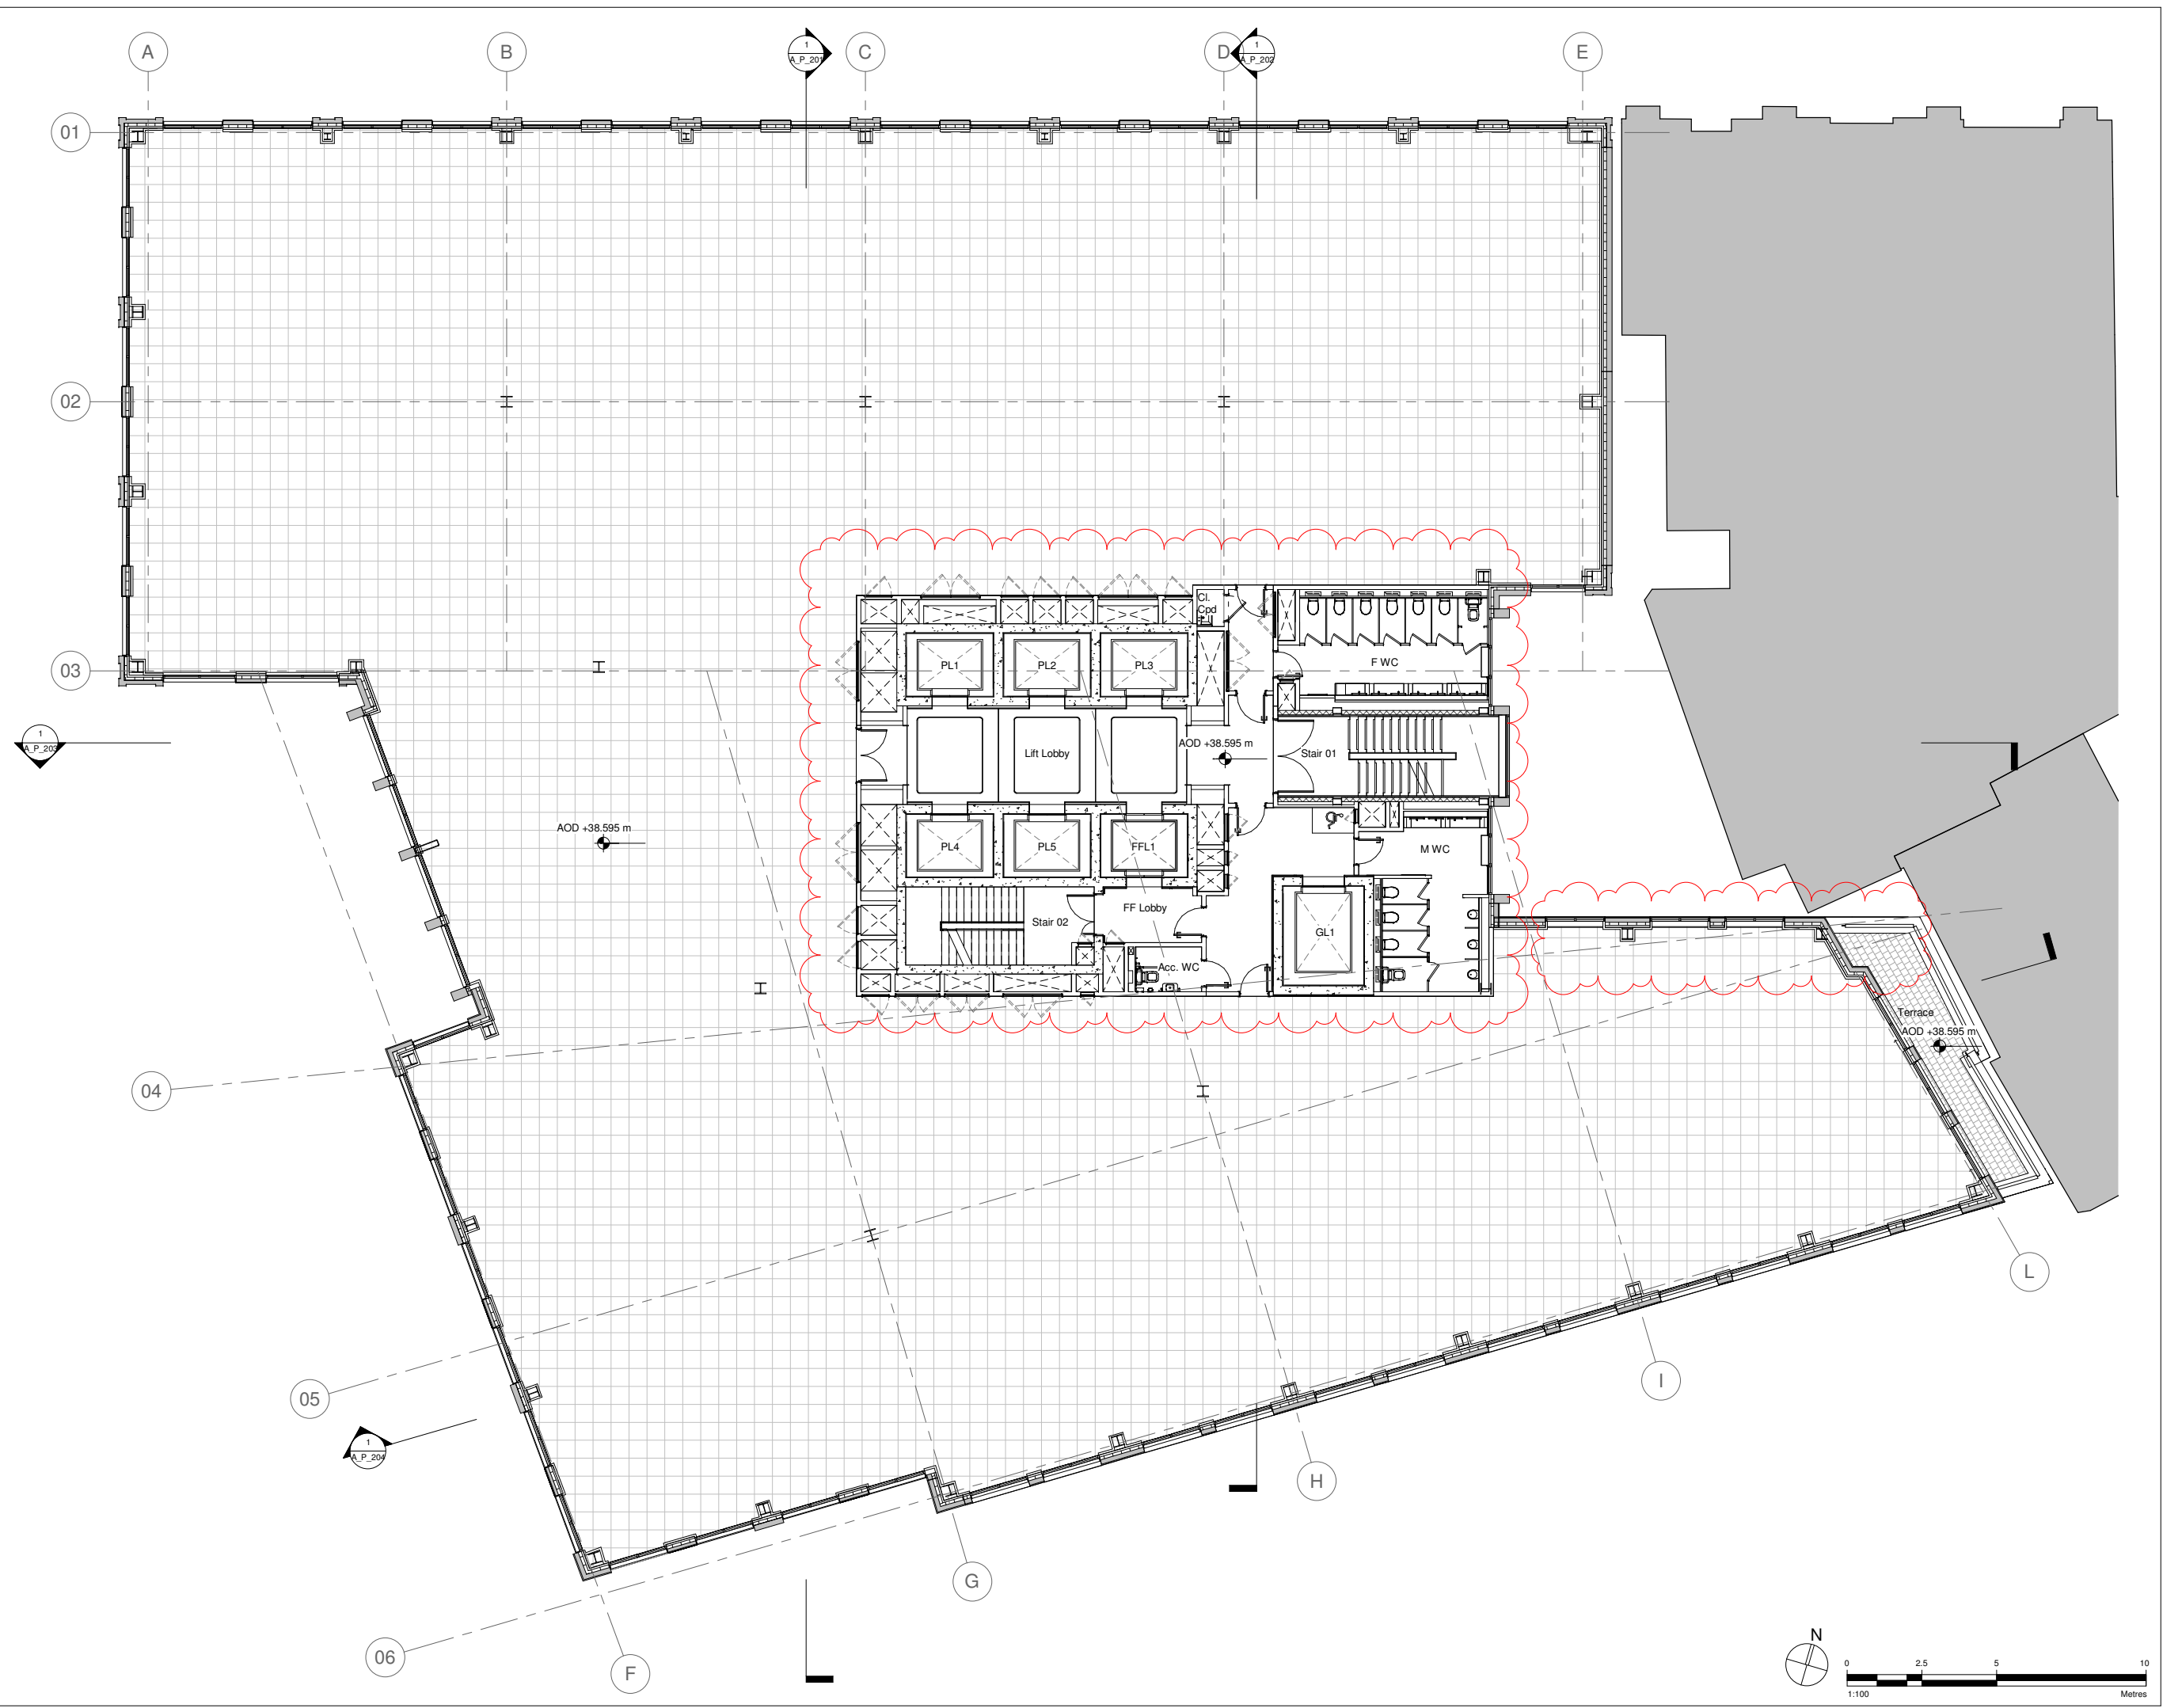 A
B
1
A_P_201
C
D
1
A_P_202
E
01
02
03
Cl.
Cpd
PL1
PL2
PL3
F WC
1
A_P_203
Lift Lobby
AOD +38.595 m
Stair 01
AOD +38.595 m
PL4
PL5
FFL1
M WC
Stair 02
FF Lobby
GL1
Acc. WC
Terrace
AOD +38.595 m
04
05
1
A_P_204
06
F
G
H
I
L
N
0
2.5
5
10
1:100
Metres